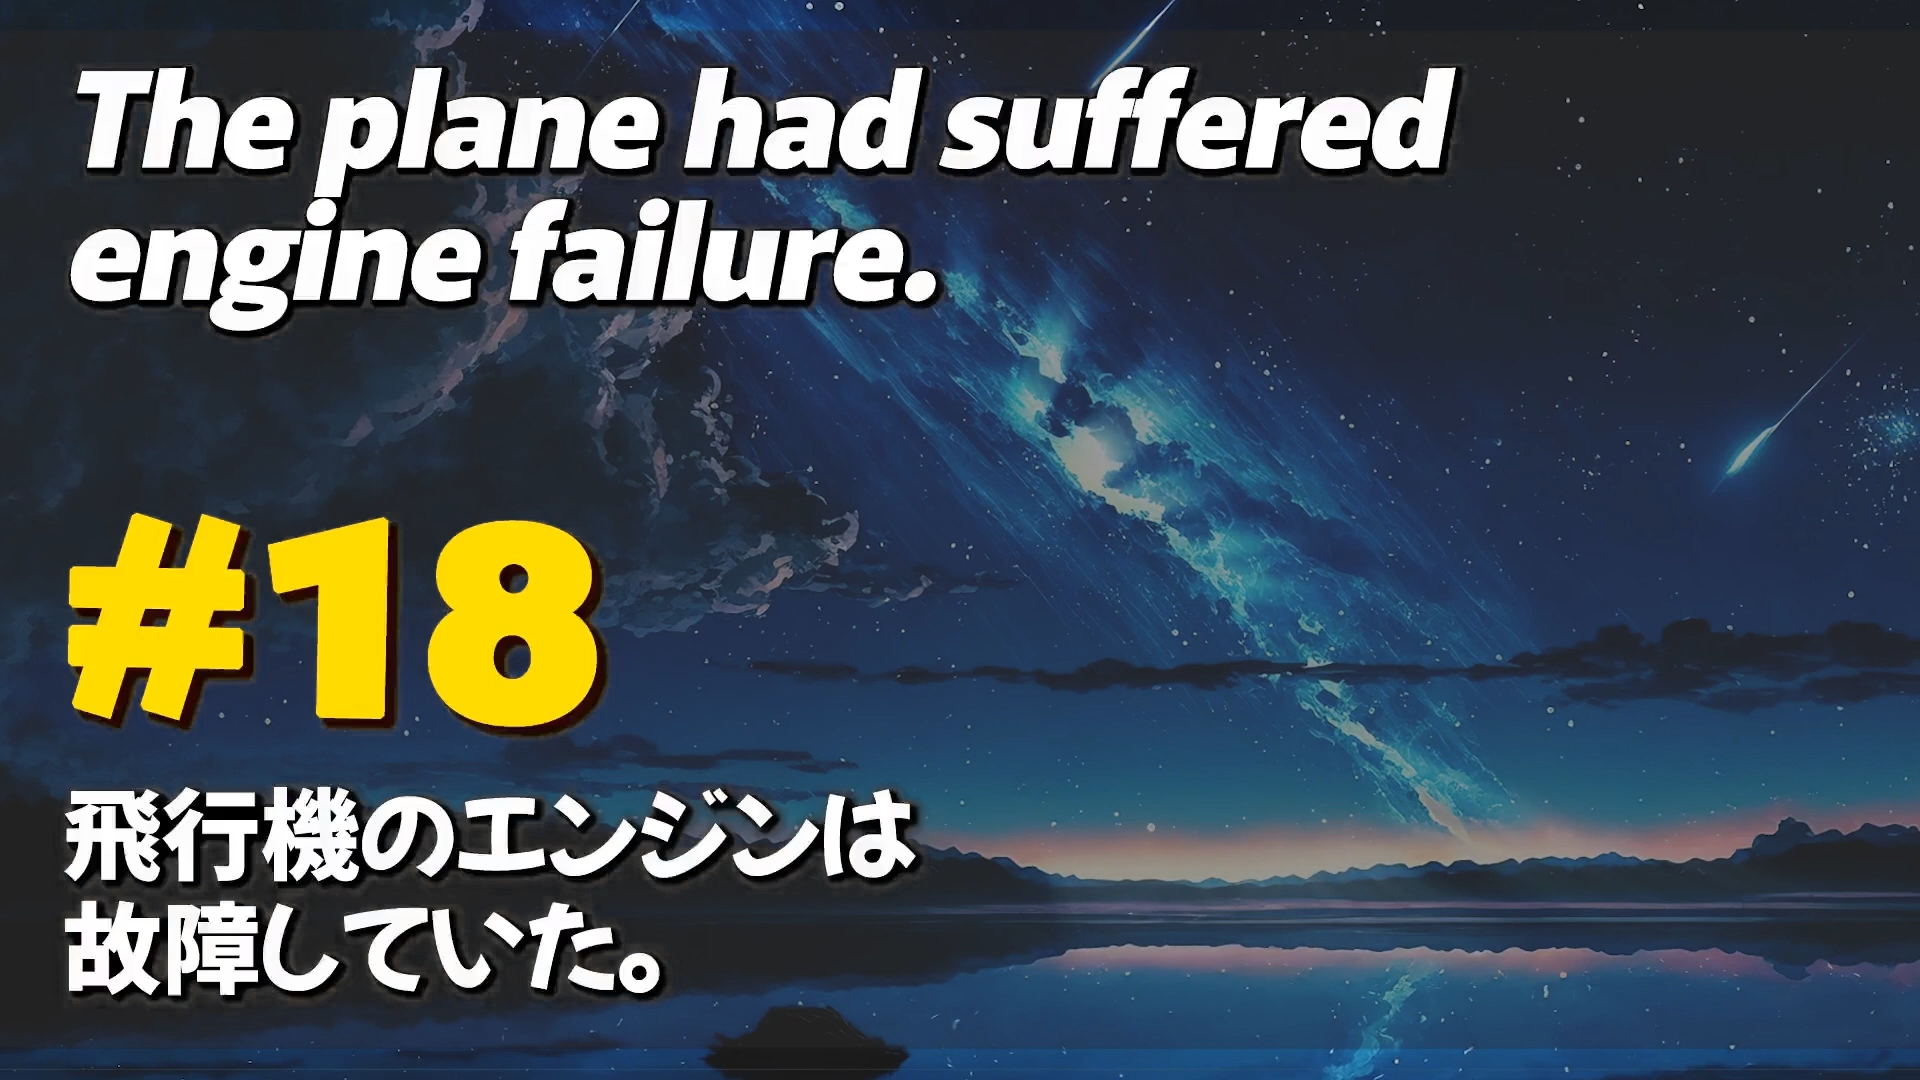 The plane had suffered
engine failure.
#18
飛行機のエンジンは
故障していた。